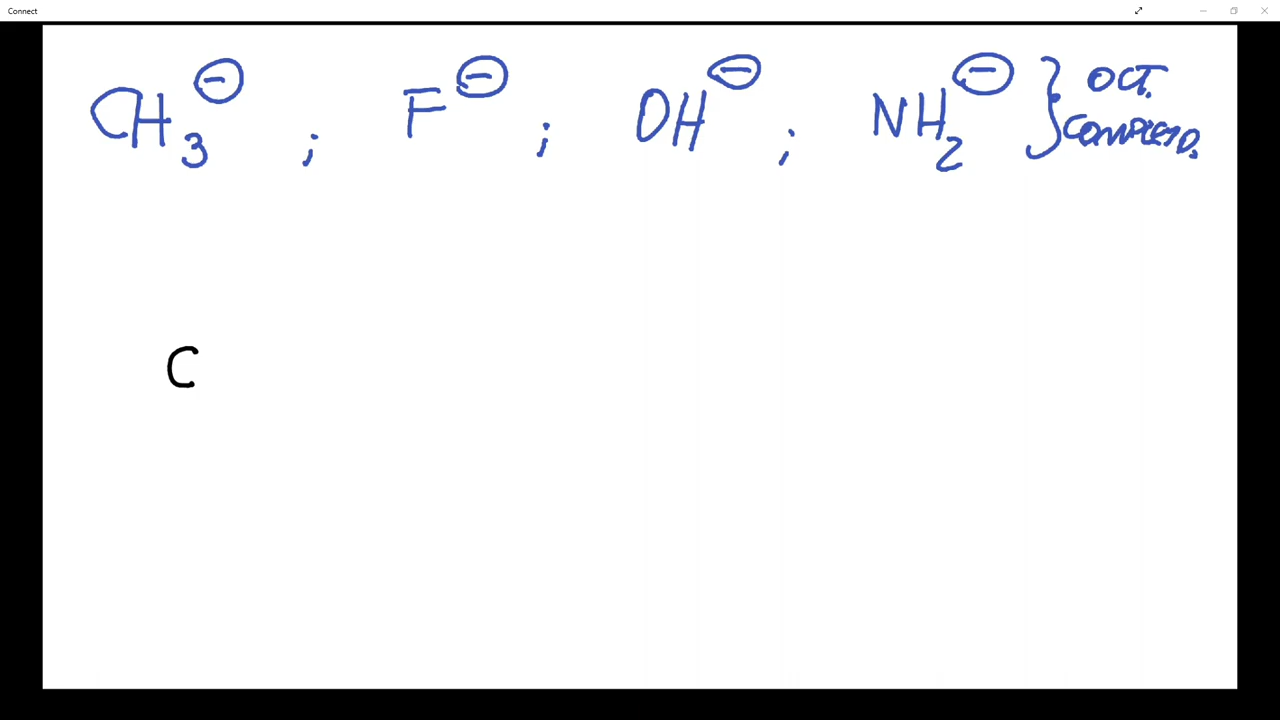 Connect
CH₃⊖ ; F⊖ ; OH⊖ ; NH₂⊖ } OCT.
COMPLETO.
C